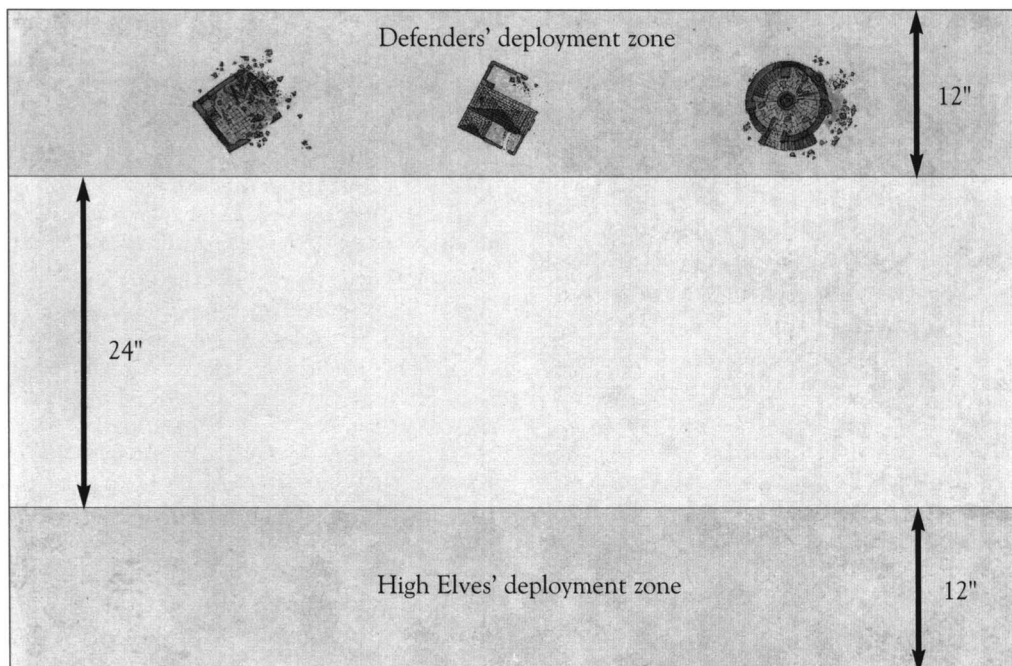 Defenders' deployment zone
12"
24"
High Elves' deployment zone
12"